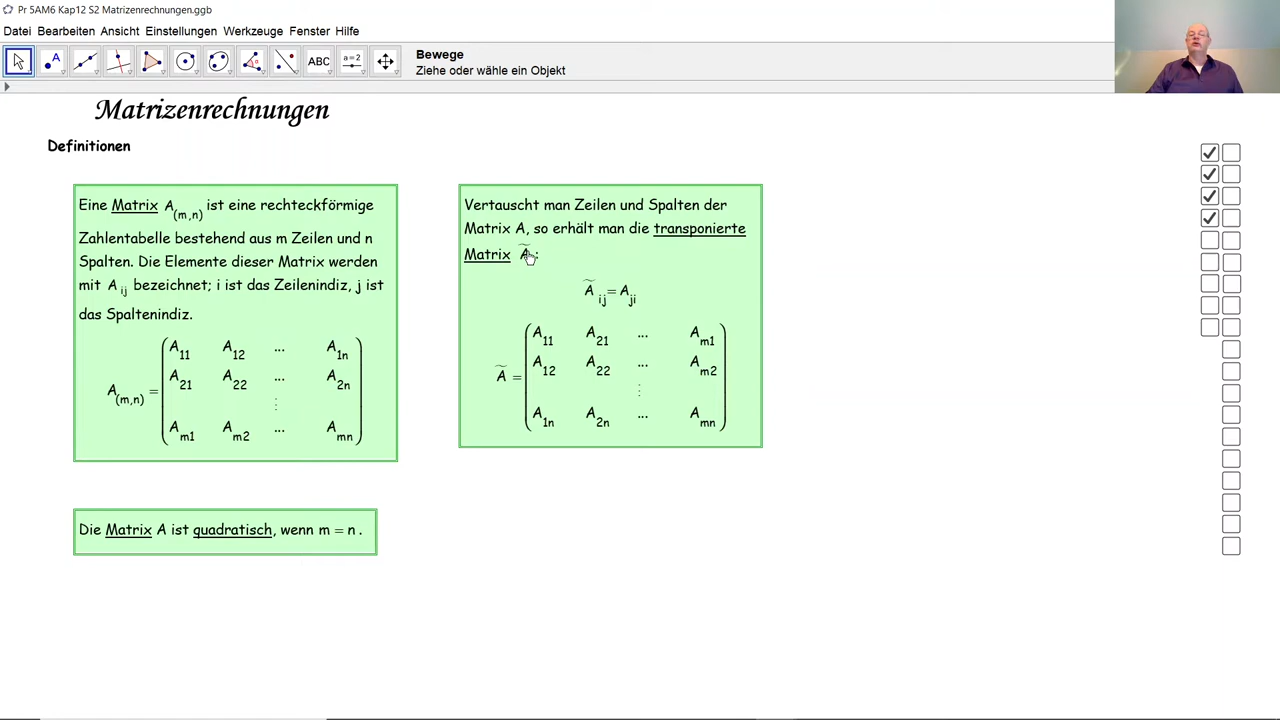 Pr 5AM6 Kap12 S2 Matrizenrechnungen.ggb
Datei Bearbeiten Ansicht Einstellungen Werkzeuge Fenster Hilfe
A
ABC
a=2
Bewege
Ziehe oder wähle ein Objekt
Matrizenrechnungen
Definitionen
Eine Matrix A(m,n) ist eine rechteckförmige
Zahlentabelle bestehend aus m Zeilen und n
Spalten. Die Elemente dieser Matrix werden
mit A ij bezeichnet; i ist das Zeilenindiz, j ist
das Spaltenindiz.
A11 A12 ... A1n
A21 A22 ... A2n
A(m,n) = ⋮
Am1 Am2 ... Amn
Die Matrix A ist quadratisch, wenn m = n .
Vertauscht man Zeilen und Spalten der
Matrix A, so erhält man die transponierte
Matrix Ã :
Ã ij = A ji
A11 A21 ... Am1
A12 A22 ... Am2
Ã = ⋮
A1n A2n ... Amn